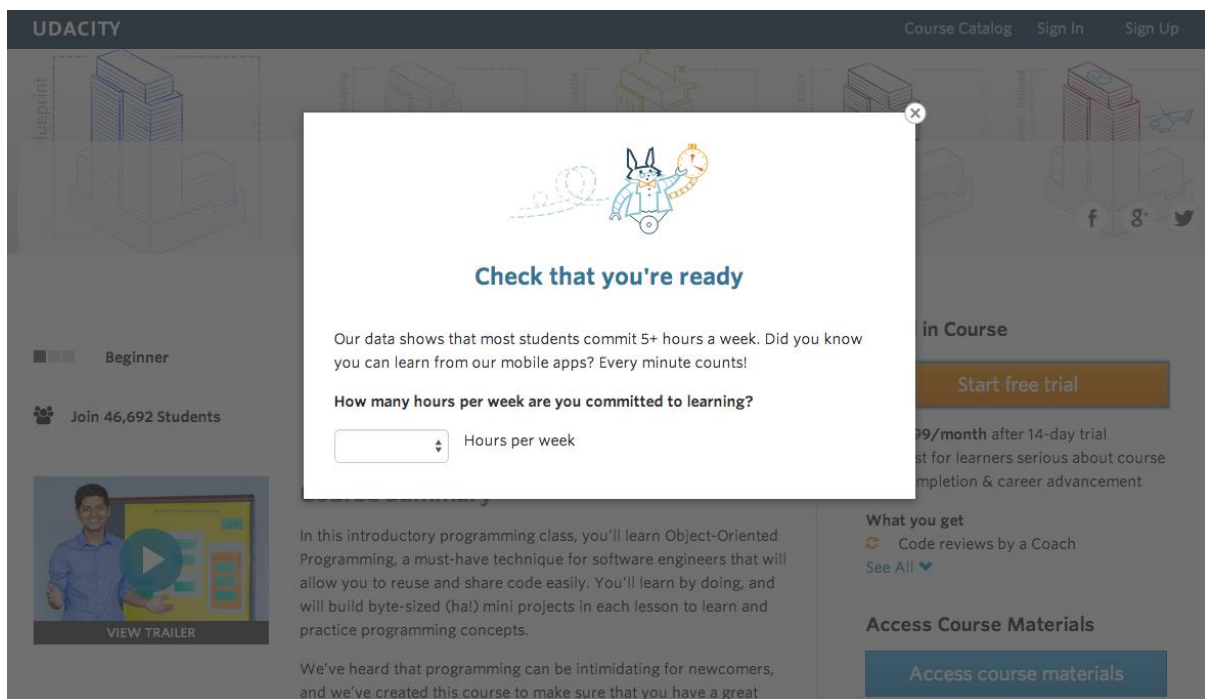 UDACITY
Course Catalog Sign In Sign Up
Blueprint
Check that you're ready
Our data shows that most students commit 5+ hours a week. Did you know
you can learn from our mobile apps? Every minute counts!
How many hours per week are you committed to learning?
Hours per week
Beginner
Join 46,692 Students
VIEW TRAILER
Course Summary
In this introductory programming class, you'll learn Object-Oriented
Programming, a must-have technique for software engineers that will
allow you to reuse and share code easily. You'll learn by doing, and
will build byte-sized (ha!) mini projects in each lesson to learn and
practice programming concepts.
We've heard that programming can be intimidating for newcomers,
and we've created this course to make sure that you have a great
in Course
Start free trial
99/month after 14-day trial
st for learners serious about course
mpletion & career advancement
What you get
Code reviews by a Coach
See All
Access Course Materials
Access course materials